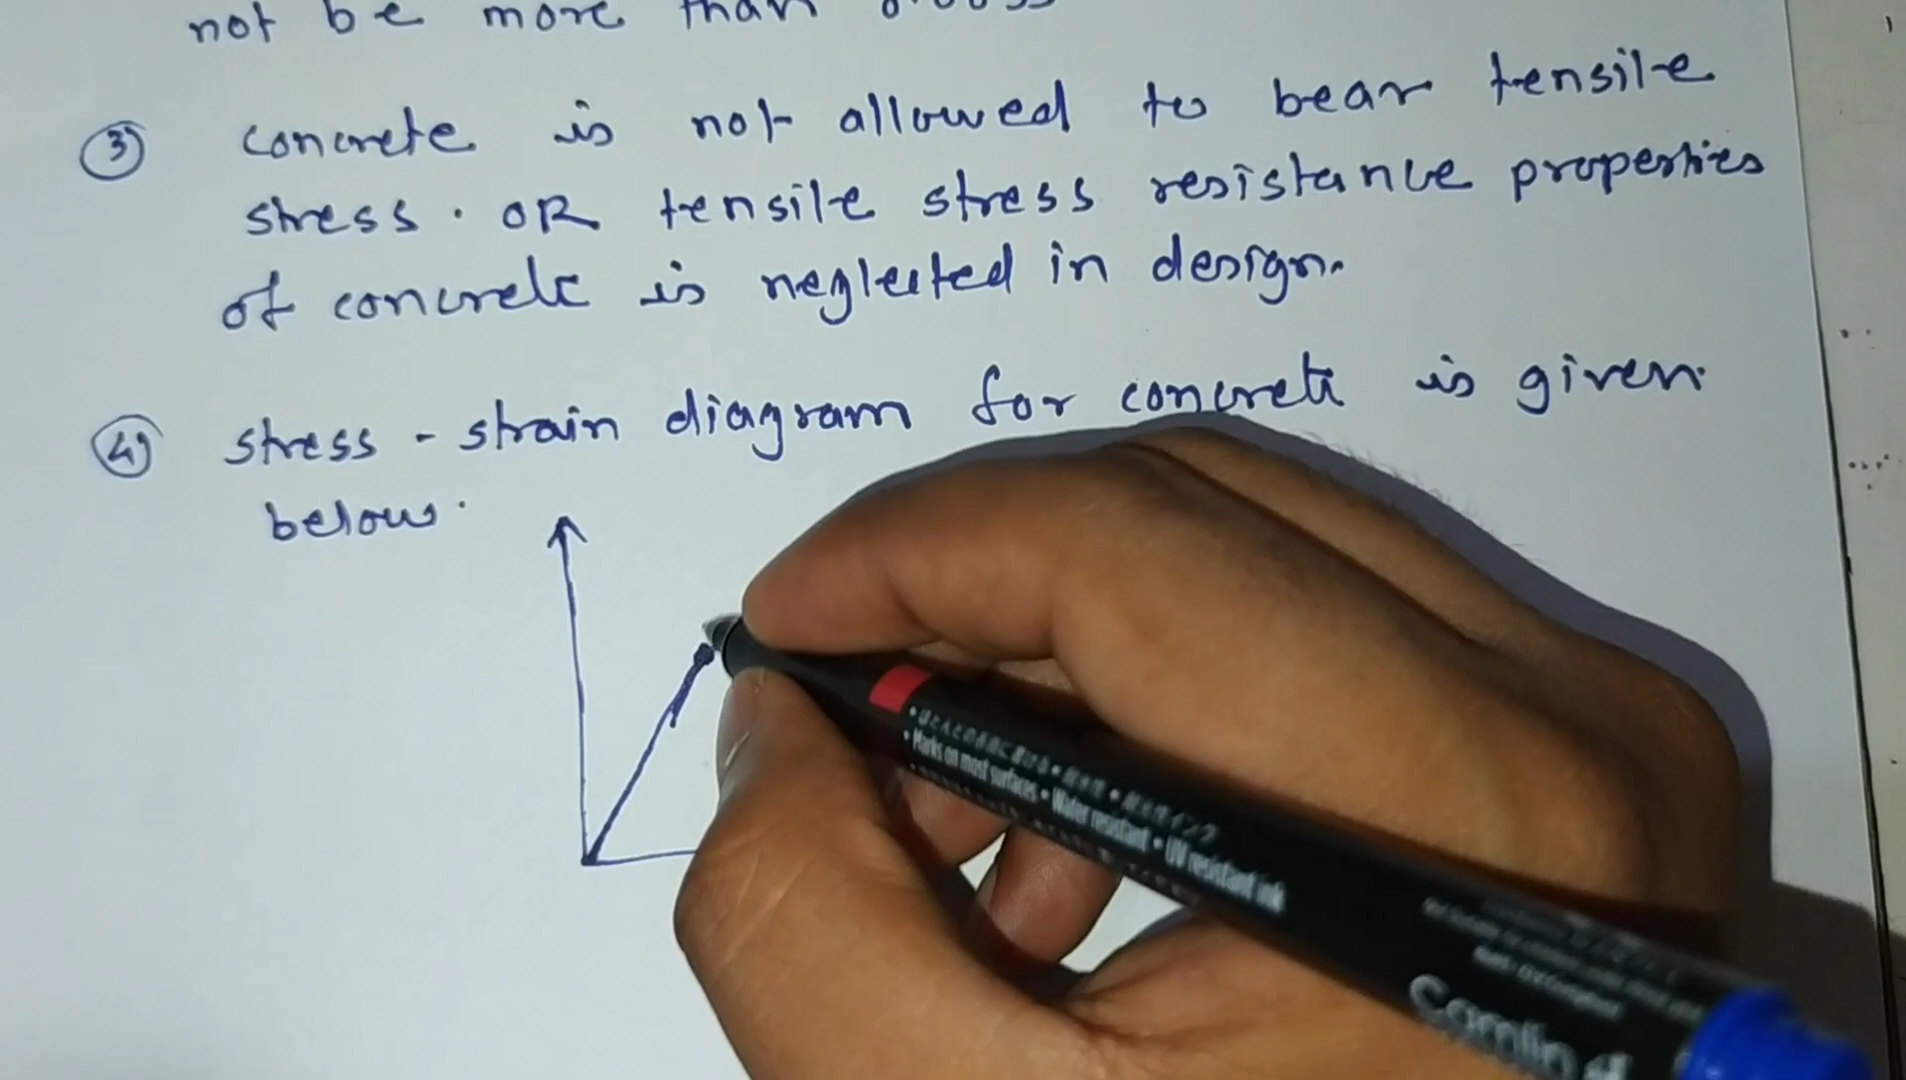 not be more than
③ concrete is not allowed to bear tensile
stress. OR tensile stress resistance properties
of concrete is neglected in design.
④ stress - strain diagram for concrete is given
below.
• Marks on most surfaces • Water resistant • UV resistant ink
Camlin